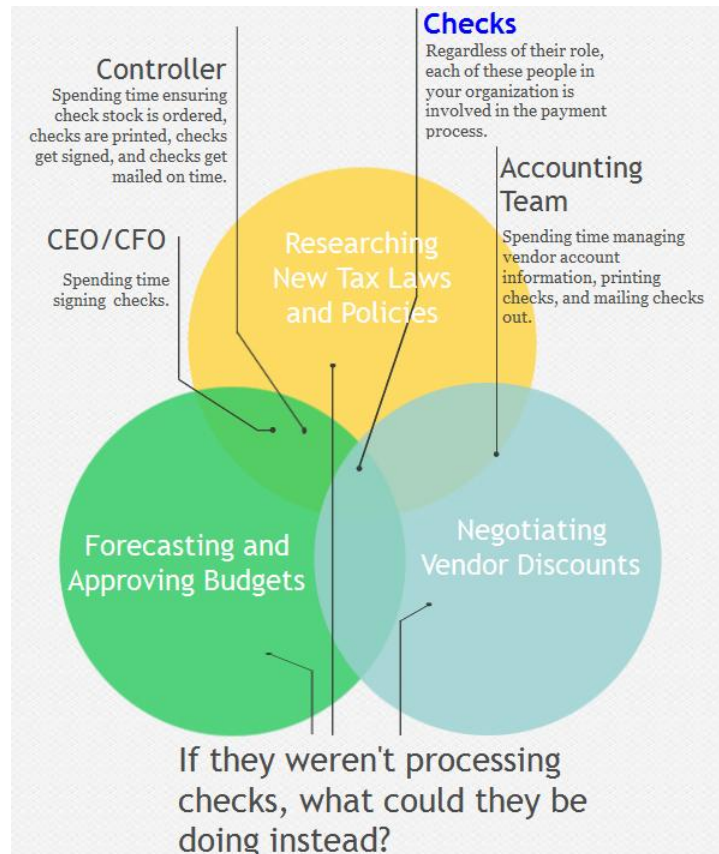 Checks
Regardless of their role,
each of these people in
your organization is
involved in the payment
process.
Controller
Spending time ensuring
check stock is ordered,
checks are printed, checks
get signed, and checks get
mailed on time.
Accounting
Team
Spending time managing
vendor account
information, printing
checks, and mailing checks
out.
CEO/CFO
Spending time
signing checks.
Researching
New Tax Laws
and Policies
Forecasting and
Approving Budgets
Negotiating
Vendor Discounts
If they weren't processing
checks, what could they be
doing instead?